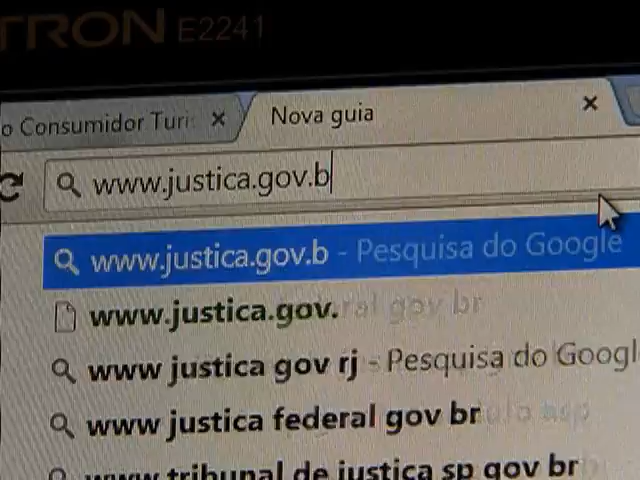 TRON E2241
o Consumidor Turi
Nova guia
www.justica.gov.b
www.justica.gov.b - Pesquisa do Google
www.justica.gov.
www justica gov rj - Pesquisa do Googl
www justica federal gov br
www tribunal de justica sp gov br